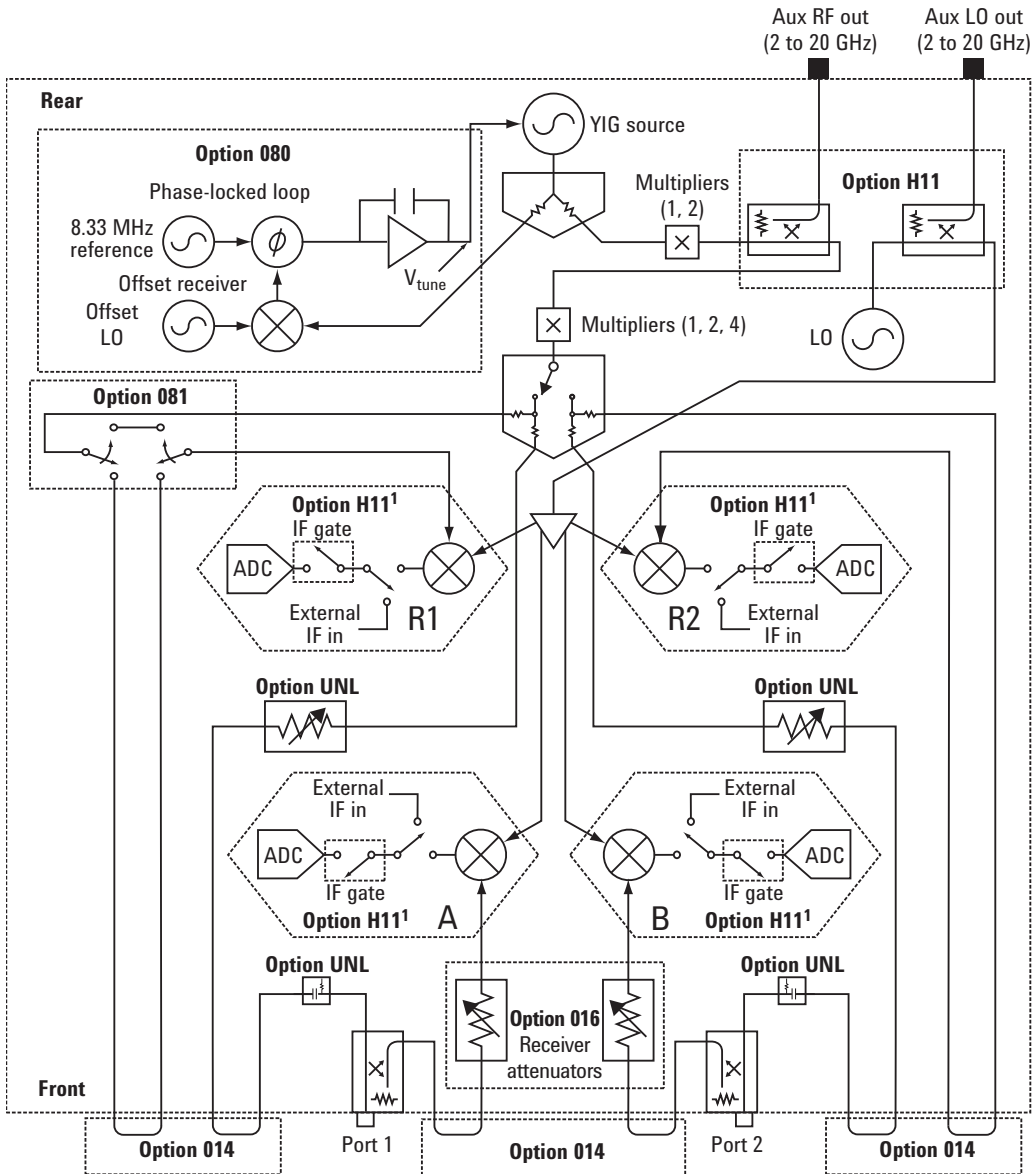 Aux RF out
(2 to 20 GHz)
Aux LO out
(2 to 20 GHz)
Rear
YIG source
Option 080
Phase-locked loop
8.33 MHz
reference
ϕ
Offset receiver
Offset
LO
Vtune
Multipliers
(1, 2)
Option H11
Multipliers (1, 2, 4)
LO
Option 081
Option H11¹
IF gate
ADC
External
IF in
R1
Option H11¹
IF gate
ADC
External
IF in
R2
Option UNL
Option UNL
External
IF in
ADC
IF gate
Option H11¹
A
External
IF in
ADC
IF gate
Option H11¹
B
Option UNL
Option UNL
Option 016
Receiver
attenuators
Front
Port 1
Port 2
Option 014
Option 014
Option 014